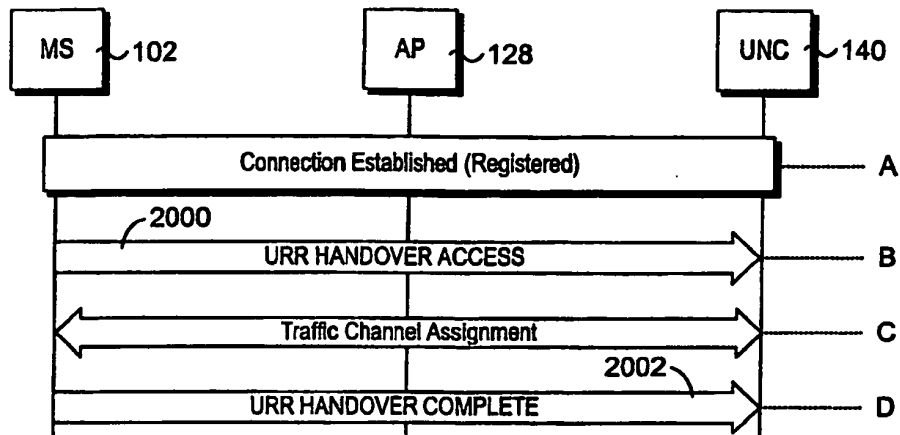 MS 102 AP 128 UNC 140
Connection Established (Registered) A
2000
URR HANDOVER ACCESS B
Traffic Channel Assignment C
2002
URR HANDOVER COMPLETE D